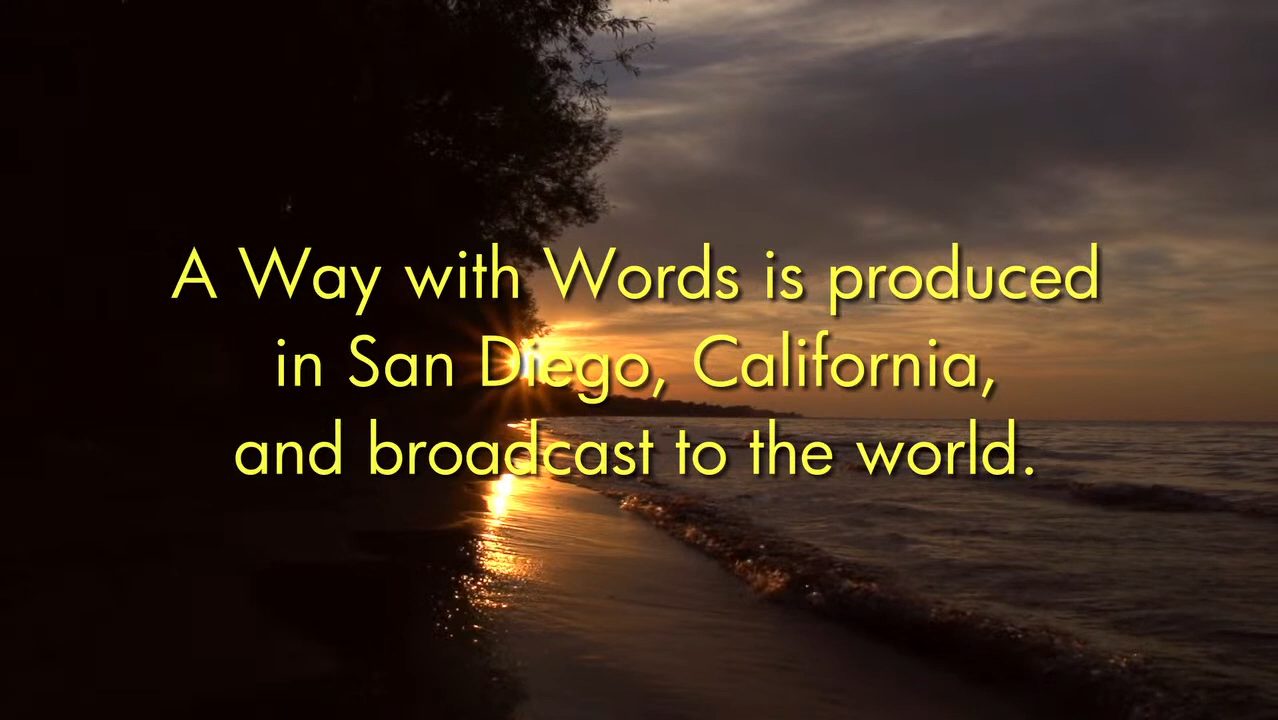 A Way with Words is produced
in San Diego, California,
and broadcast to the world.